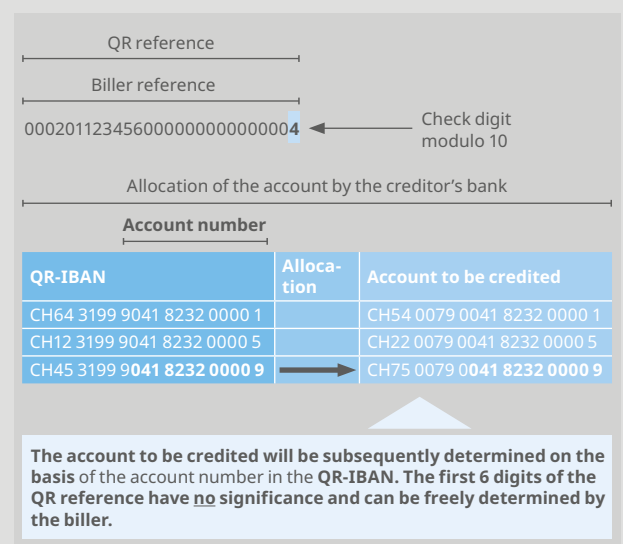 QR reference
Biller reference
000201123456000000000000004
Check digit
modulo 10
Allocation of the account by the creditor’s bank
Account number
QR-IBAN
Alloca-
tion
Account to be credited
CH64 3199 9041 8232 0000 1
CH54 0079 0041 8232 0000 1
CH12 3199 9041 8232 0000 5
CH22 0079 0041 8232 0000 5
CH45 3199 9041 8232 0000 9
CH75 0079 0041 8232 0000 9
The account to be credited will be subsequently determined on the
basis of the account number in the QR-IBAN. The first 6 digits of the
QR reference have no significance and can be freely determined by
the biller.